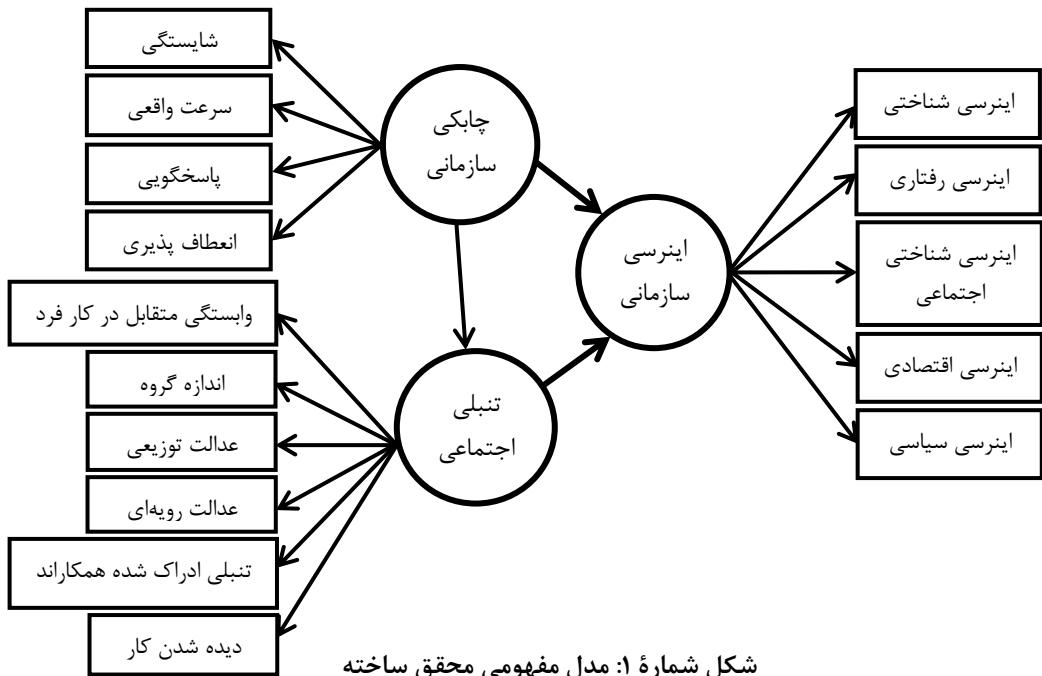 شایستگی
سرعت واقعی
پاسخگویی
انعطاف پذیری
وابستگی متقابل در کار فرد
اندازه گروه
عدالت توزیعی
عدالت رویه‌ای
تنبلی ادراک شده همکاراند
دیده شدن کار
چابکی
سازمانی
تنبلی
اجتماعی
اینرسی
سازمانی
اینرسی شناختی
اینرسی رفتاری
اینرسی شناختی
اجتماعی
اینرسی اقتصادی
اینرسی سیاسی
شکل شمارهٔ ۱: مدل مفهومی محقق ساخته